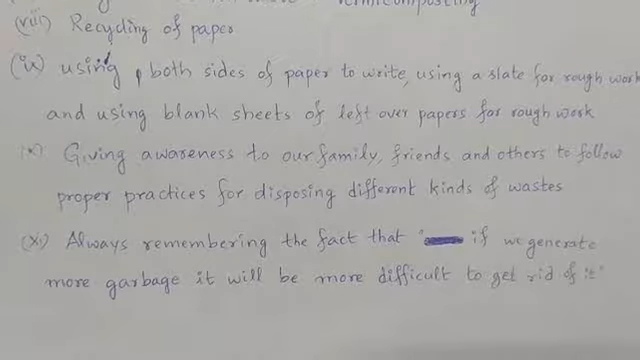 vermicomposting
(viii) Recycling of paper
(ix) using both sides of paper to write, using a slate for rough work
and using blank sheets of left over papers for rough work
(x) Giving awareness to our family, friends and others to follow
proper practices for disposing different kinds of wastes
(xi) Always remembering the fact that " if we generate
more garbage it will be more difficult to get rid of it"